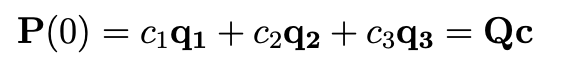 P(0) = c₁q₁ + c₂q₂ + c₃q₃ = Qc